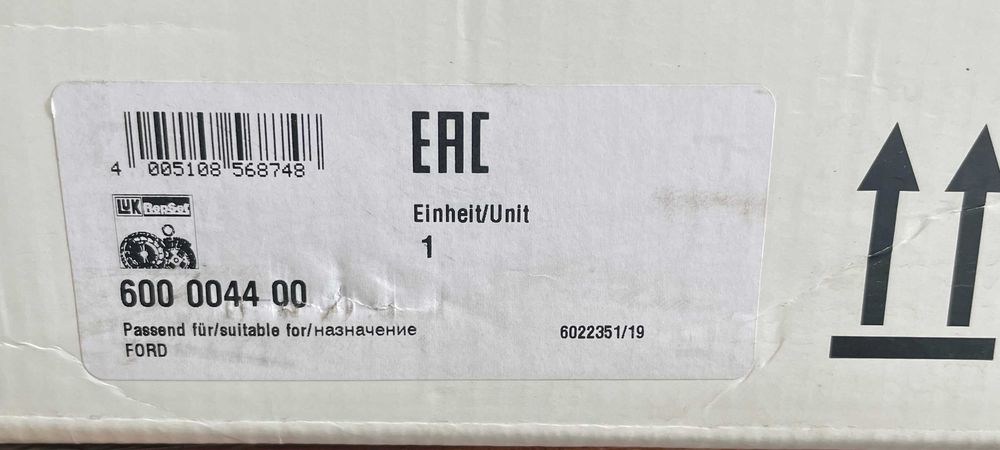 EAC
4 005108 568748
LUK RepSet
Einheit/Unit
1
600 0044 00
Passend für/suitable for/назначение
FORD
6022351/19